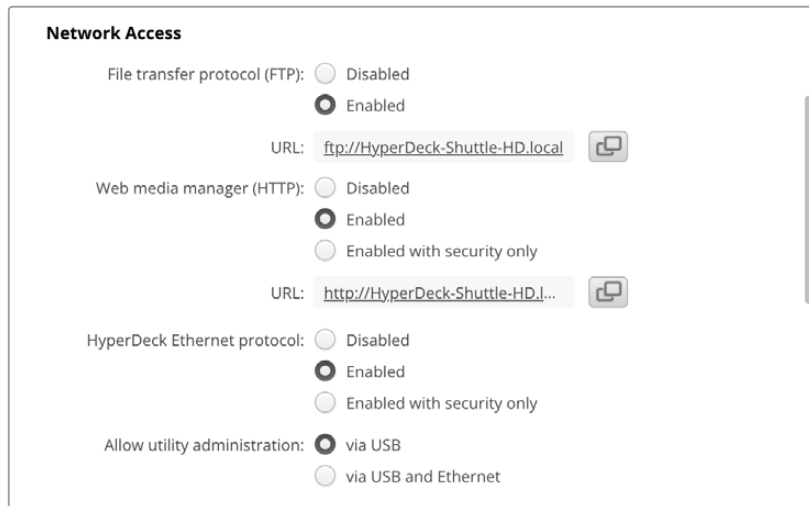 Network Access
File transfer protocol (FTP): Disabled
Enabled
URL: ftp://HyperDeck-Shuttle-HD.local
Web media manager (HTTP): Disabled
Enabled
Enabled with security only
URL: http://HyperDeck-Shuttle-HD.l...
HyperDeck Ethernet protocol: Disabled
Enabled
Enabled with security only
Allow utility administration: via USB
via USB and Ethernet